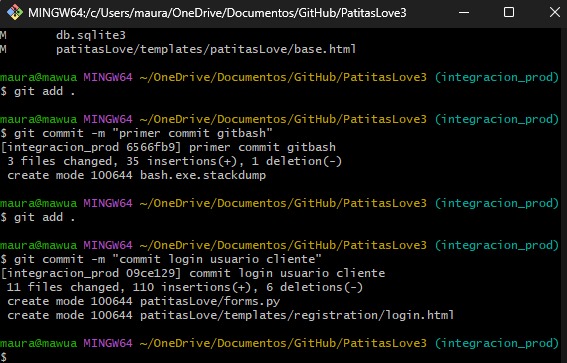 MINGW64:/c/Users/maura/OneDrive/Documentos/GitHub/PatitasLove3
M       db.sqlite3
M       patitasLove/templates/patitasLove/base.html
maura@mawua MINGW64 ~/OneDrive/Documentos/GitHub/PatitasLove3 (integracion_prod)
$ git add .
maura@mawua MINGW64 ~/OneDrive/Documentos/GitHub/PatitasLove3 (integracion_prod)
$ git commit -m "primer commit gitbash"
[integracion_prod 6566fb9] primer commit gitbash
 3 files changed, 35 insertions(+), 1 deletion(-)
 create mode 100644 bash.exe.stackdump
maura@mawua MINGW64 ~/OneDrive/Documentos/GitHub/PatitasLove3 (integracion_prod)
$ git add .
maura@mawua MINGW64 ~/OneDrive/Documentos/GitHub/PatitasLove3 (integracion_prod)
$ git commit -m "commit login usuario cliente"
[integracion_prod 09ce129] commit login usuario cliente
 11 files changed, 110 insertions(+), 6 deletions(-)
 create mode 100644 patitasLove/forms.py
 create mode 100644 patitasLove/templates/registration/login.html
maura@mawua MINGW64 ~/OneDrive/Documentos/GitHub/PatitasLove3 (integracion_prod)
$